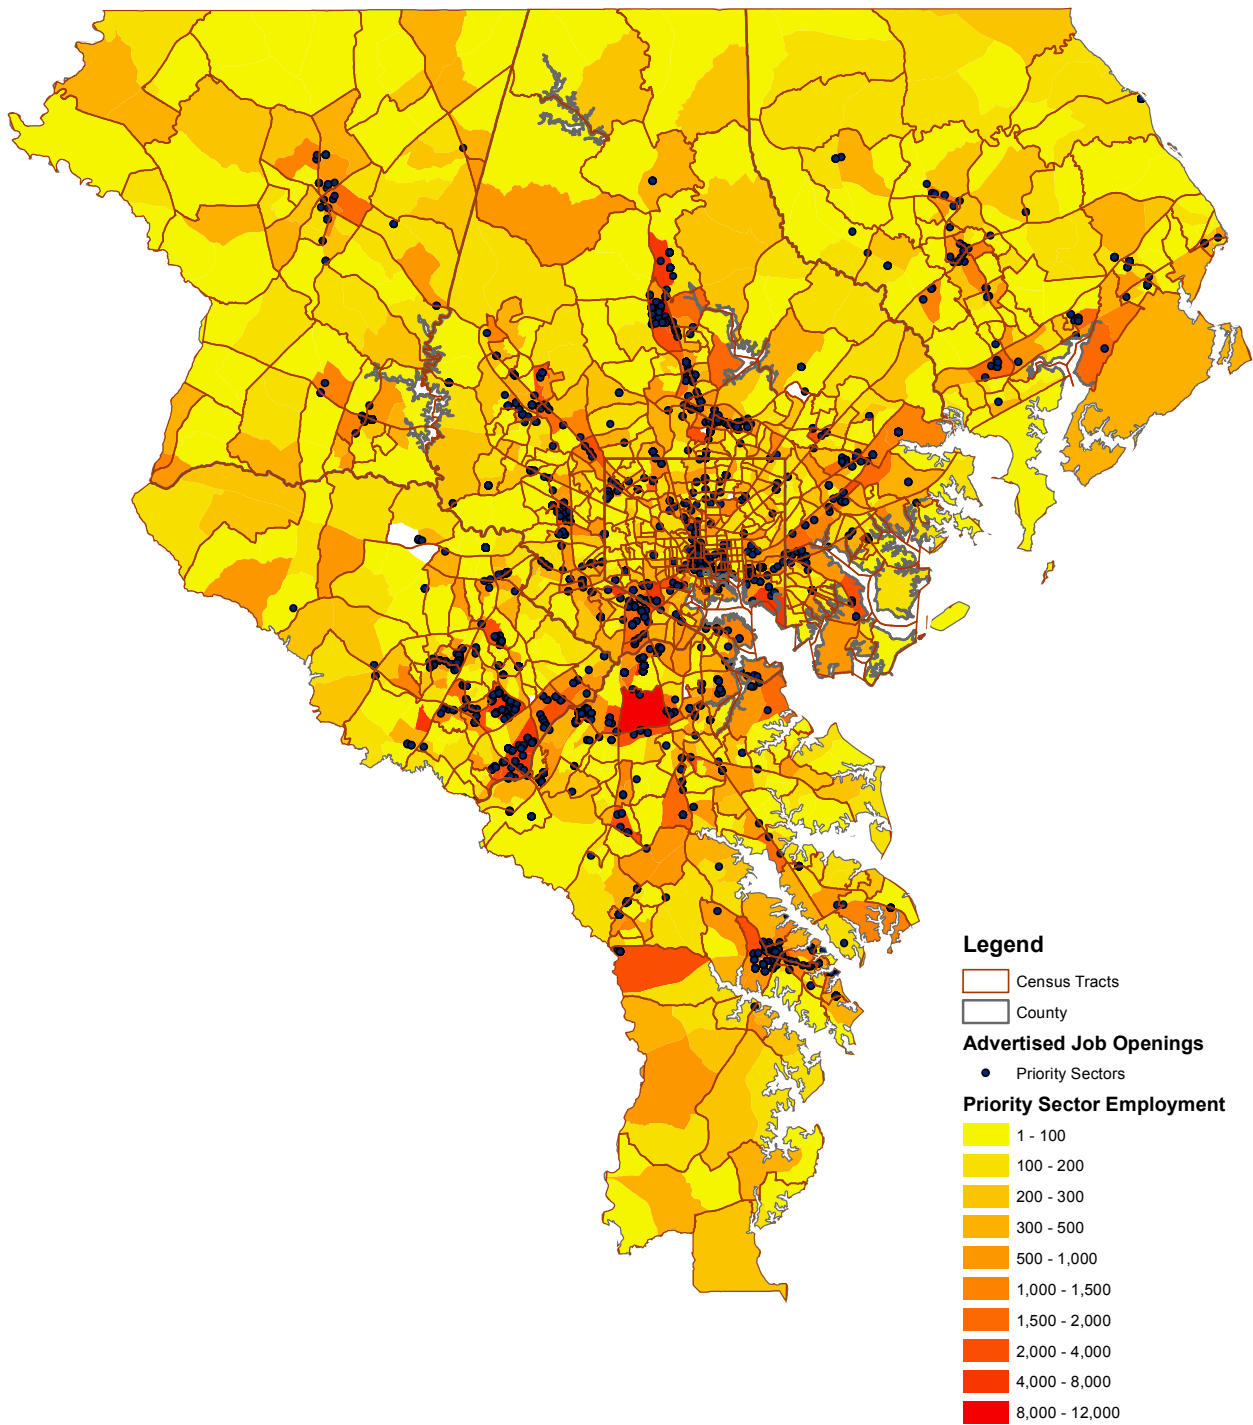 Legend
Census Tracts
County
Advertised Job Openings
Priority Sectors
Priority Sector Employment
1 - 100
100 - 200
200 - 300
300 - 500
500 - 1,000
1,000 - 1,500
1,500 - 2,000
2,000 - 4,000
4,000 - 8,000
8,000 - 12,000